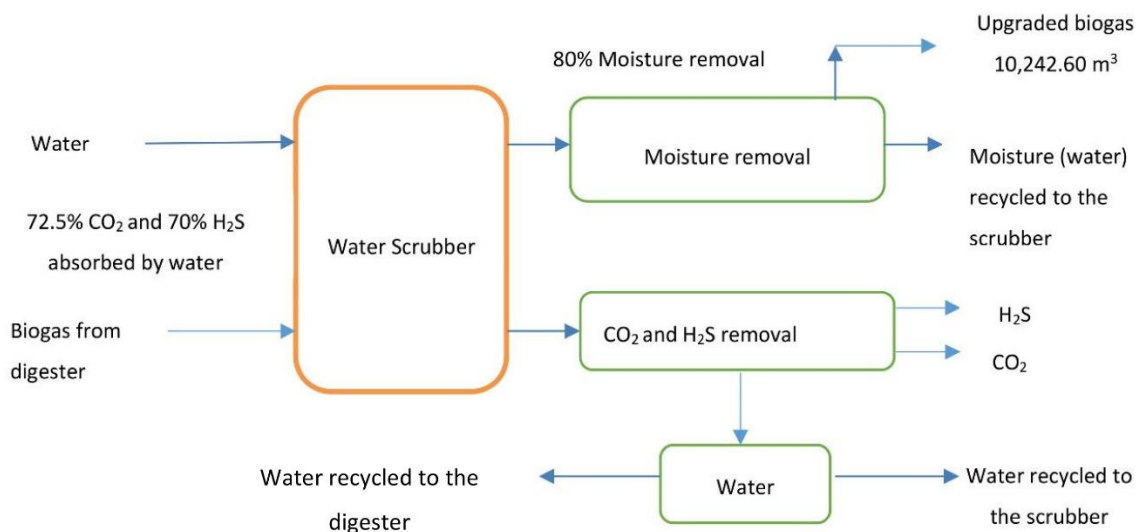 Upgraded biogas
10,242.60 m³
80% Moisture removal
Water
Moisture removal
Moisture (water)
recycled to the
scrubber
72.5% CO₂ and 70% H₂S
absorbed by water
Water Scrubber
Biogas from
digester
CO₂ and H₂S removal
H₂S
CO₂
Water recycled to the
digester
Water
Water recycled to
the scrubber